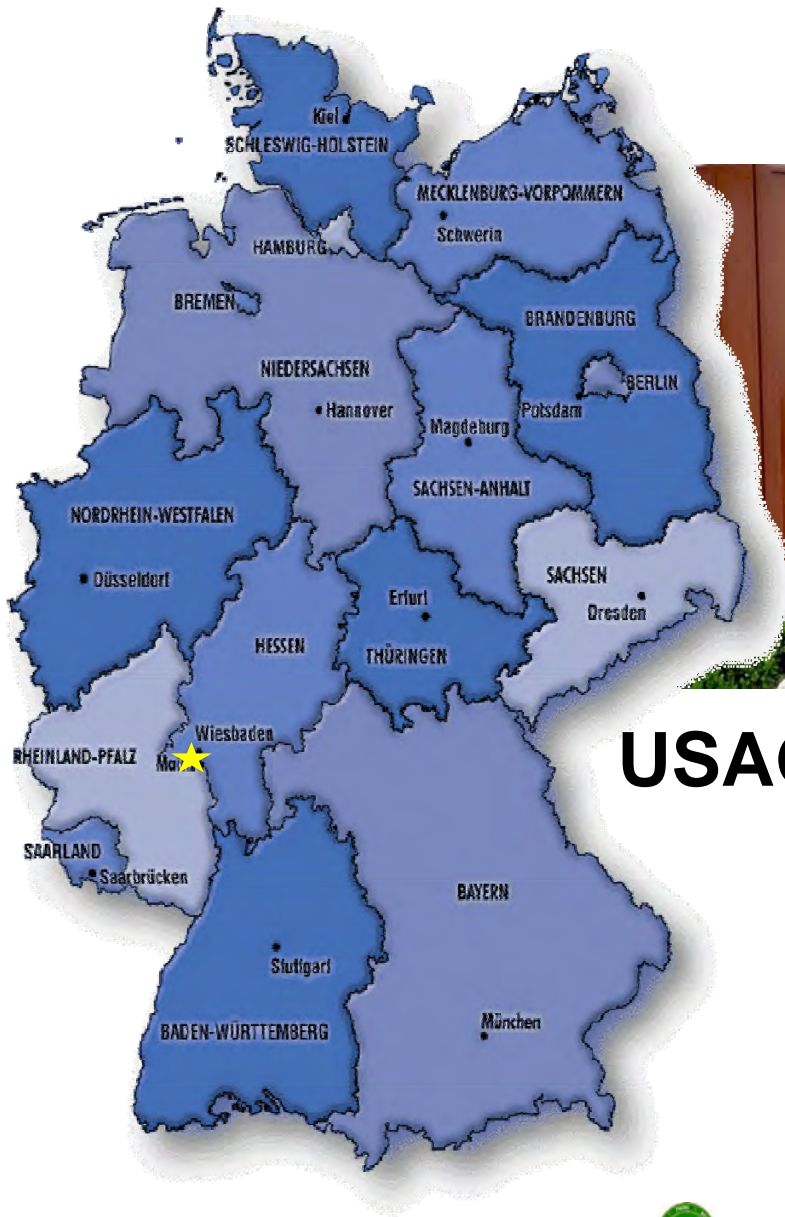 Kiel
SCHLESWIG-HOLSTEIN
MECKLENBURG-VORPOMMERN
Schwerin
HAMBURG
BREMEN
BRANDENBURG
NIEDERSACHSEN
BERLIN
Hannover
Potsdam
Magdeburg
SACHSEN-ANHALT
NORDRHEIN-WESTFALEN
Düsseldorf
SACHSEN
Erfurt
Dresden
HESSEN
THÜRINGEN
Wiesbaden
RHEINLAND-PFALZ
USAG
SAARLAND
Saarbrücken
BAYERN
Stuttgart
München
BADEN-WÜRTTEMBERG